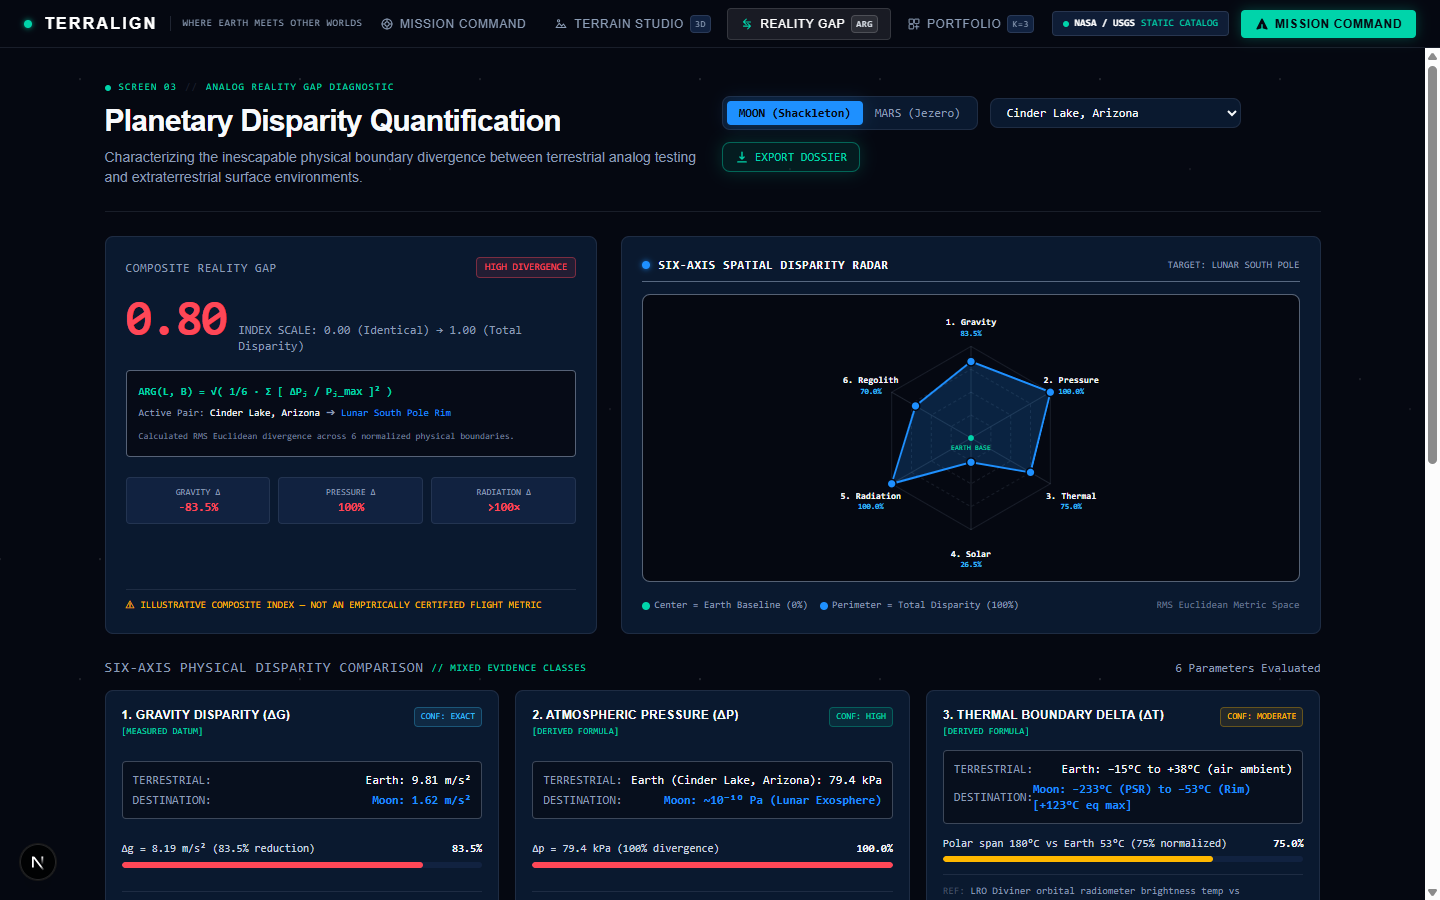 TERRALIGN
WHERE EARTH MEETS OTHER WORLDS
MISSION COMMAND
TERRAIN STUDIO 3D
REALITY GAP ARG
PORTFOLIO K=3
NASA / USGS STATIC CATALOG
MISSION COMMAND
SCREEN 03 // ANALOG REALITY GAP DIAGNOSTIC
Planetary Disparity Quantification
Characterizing the inescapable physical boundary divergence between terrestrial analog testing
and extraterrestrial surface environments.
MOON (Shackleton)
MARS (Jezero)
Cinder Lake, Arizona
EXPORT DOSSIER
COMPOSITE REALITY GAP
HIGH DIVERGENCE
0.80
INDEX SCALE: 0.00 (Identical) → 1.00 (Total
Disparity)
ARG(L, B) = √( 1/6 · Σ [ ΔPⱼ / Pⱼ_max ]² )
Active Pair: Cinder Lake, Arizona → Lunar South Pole Rim
Calculated RMS Euclidean divergence across 6 normalized physical boundaries.
GRAVITY Δ
-83.5%
PRESSURE Δ
100%
RADIATION Δ
>100×
⚠ ILLUSTRATIVE COMPOSITE INDEX — NOT AN EMPIRICALLY CERTIFIED FLIGHT METRIC
SIX-AXIS SPATIAL DISPARITY RADAR
TARGET: LUNAR SOUTH POLE
1. Gravity
83.5%
6. Regolith
70.0%
2. Pressure
100.0%
EARTH BASE
5. Radiation
100.0%
3. Thermal
75.0%
4. Solar
26.5%
Center = Earth Baseline (0%)
Perimeter = Total Disparity (100%)
RMS Euclidean Metric Space
SIX-AXIS PHYSICAL DISPARITY COMPARISON // MIXED EVIDENCE CLASSES
6 Parameters Evaluated
1. GRAVITY DISPARITY (ΔG)
CONF: EXACT
[MEASURED DATUM]
TERRESTRIAL: Earth: 9.81 m/s²
DESTINATION: Moon: 1.62 m/s²
Δg = 8.19 m/s² (83.5% reduction) 83.5%
2. ATMOSPHERIC PRESSURE (ΔP)
CONF: HIGH
[DERIVED FORMULA]
TERRESTRIAL: Earth (Cinder Lake, Arizona): 79.4 kPa
DESTINATION: Moon: ~10⁻¹⁰ Pa (Lunar Exosphere)
Δp = 79.4 kPa (100% divergence) 100.0%
3. THERMAL BOUNDARY DELTA (ΔT)
CONF: MODERATE
[DERIVED FORMULA]
TERRESTRIAL: Earth: -15°C to +38°C (air ambient)
DESTINATION: Moon: -233°C (PSR) to -53°C (Rim)
[+123°C eq max]
Polar span 180°C vs Earth 53°C (75% normalized) 75.0%
REF: LRO Diviner orbital radiometer brightness temp vs
N